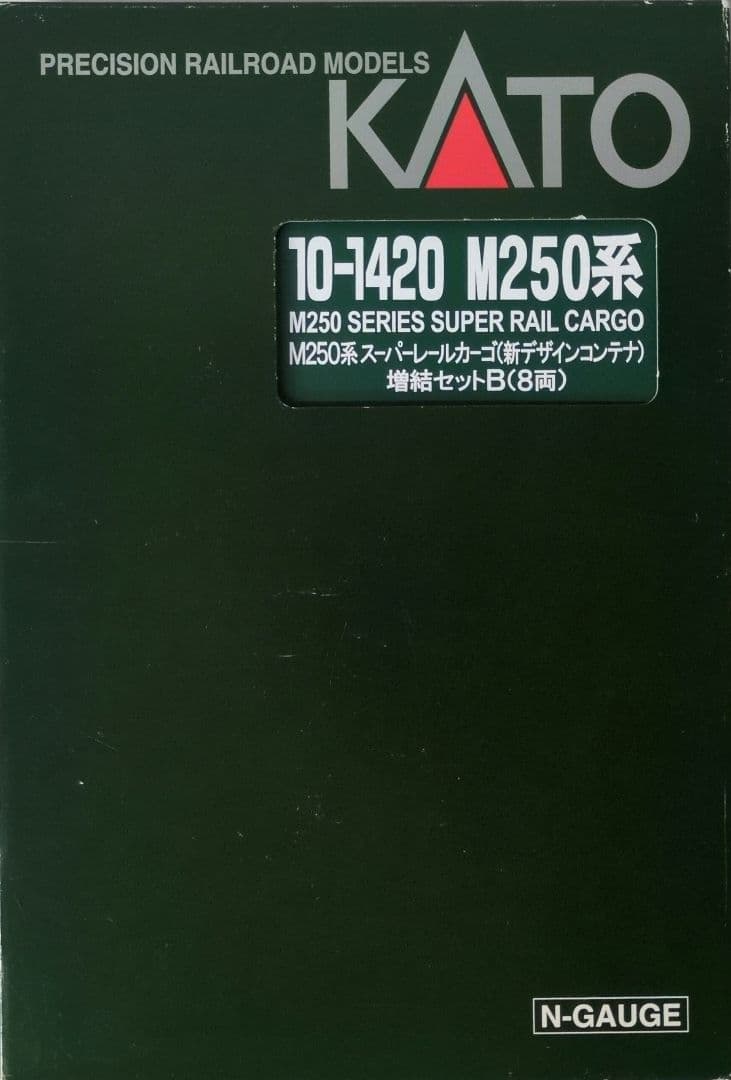 PRECISION RAILROAD MODELS
KATO
10-1420 M250系
M250 SERIES SUPER RAIL CARGO
M250系スーパーレールカーゴ(新デザインコンテナ)
増結セットB(8両)
N-GAUGE